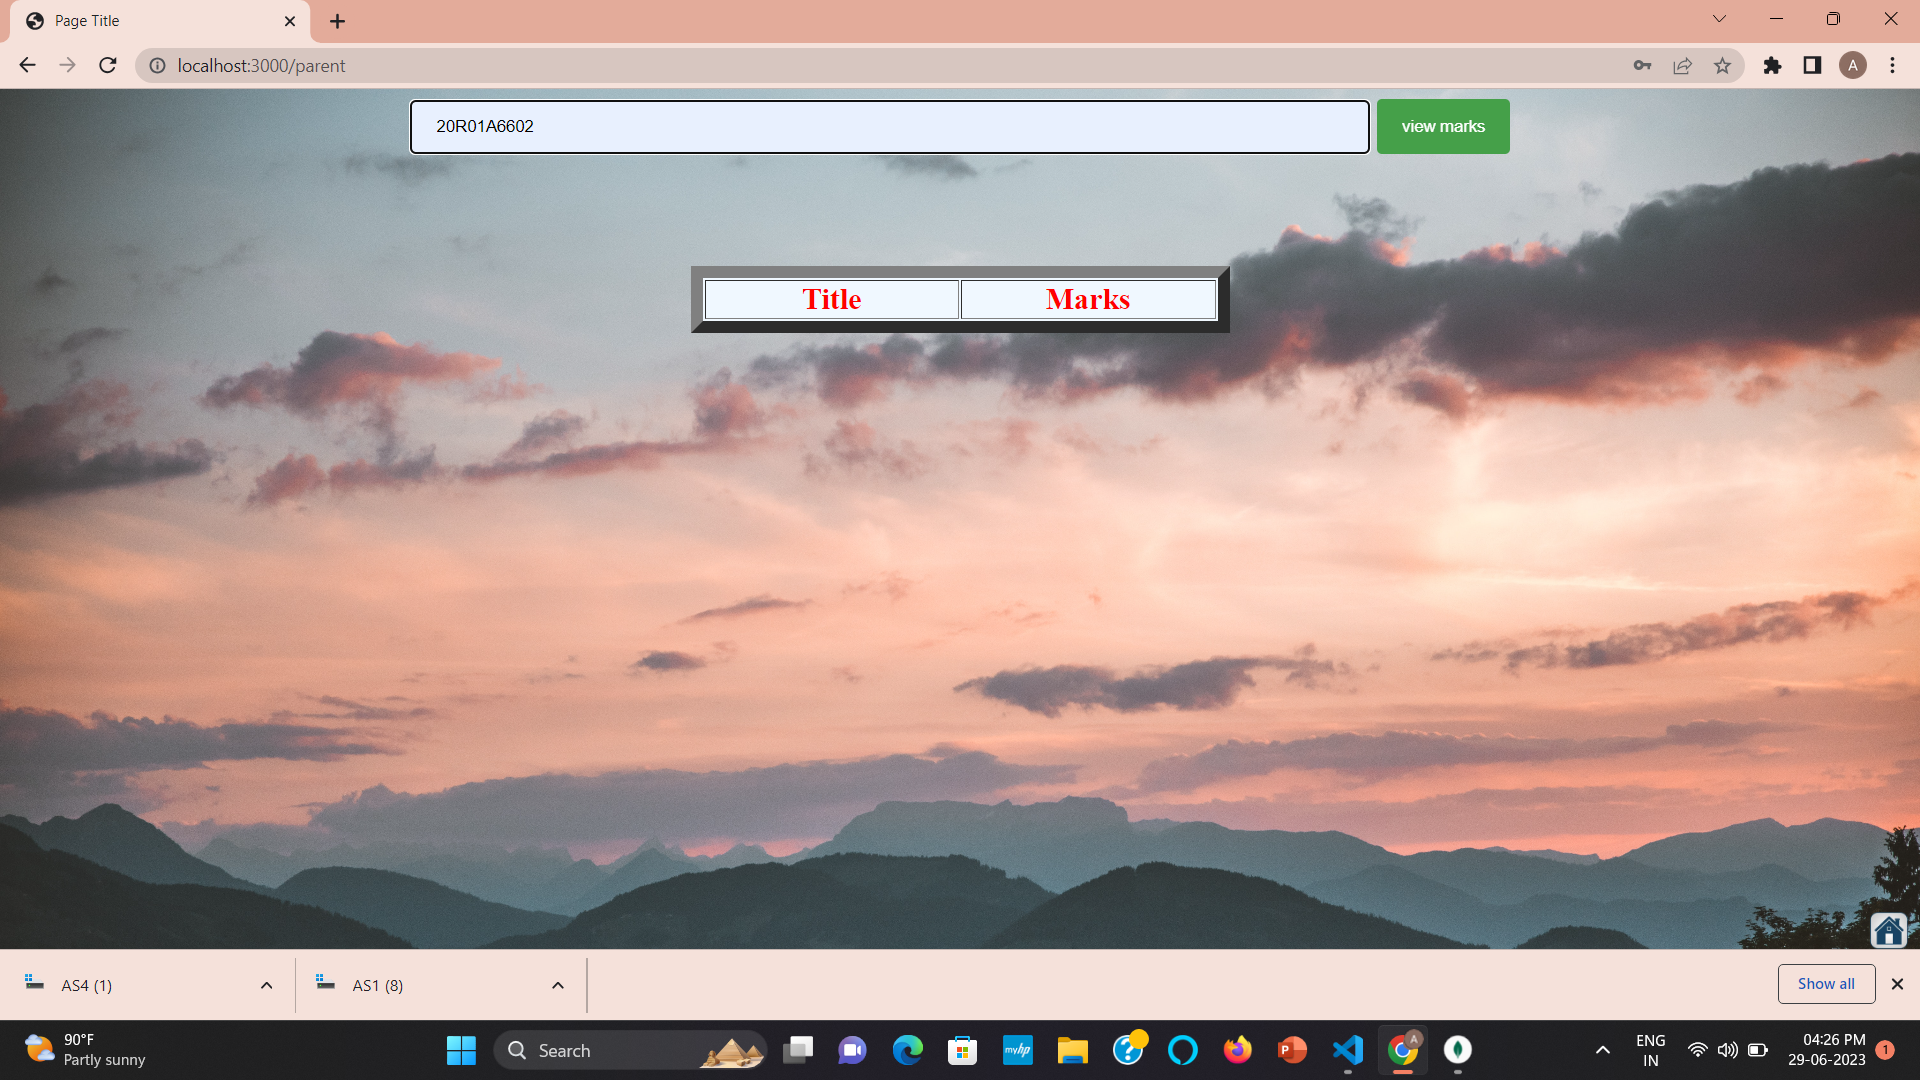 Page Title
localhost:3000/parent
A
20R01A6602
view marks
Title Marks
AS4 (1)
AS1 (8)
Show all
90°F
Partly sunny
Search
myhp
P
A
ENG
IN
04:26 PM
29-06-2023
1